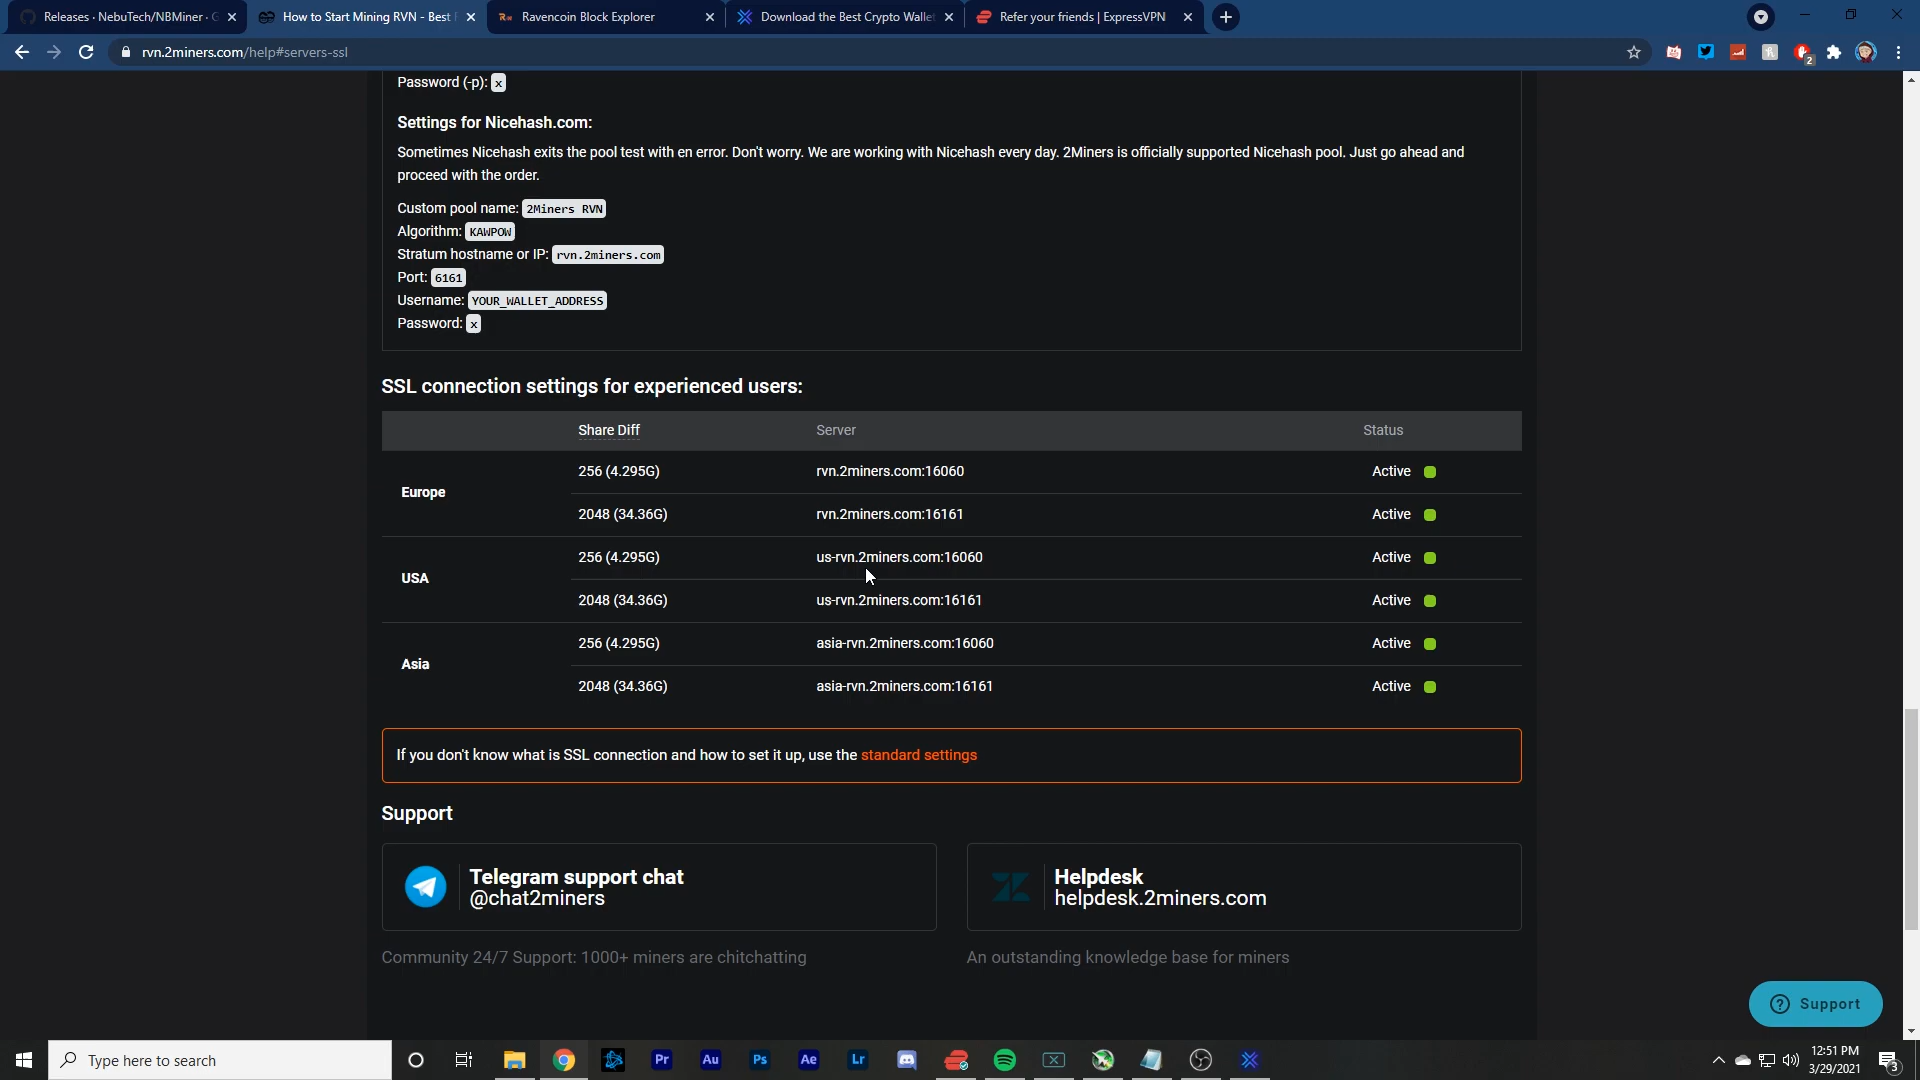 Releases · NebuTech/NBMiner · G
How to Start Mining RVN - Best P
Ravencoin Block Explorer
Download the Best Crypto Wallet
Refer your friends | ExpressVPN
rvn.2miners.com/help#servers-ssl
2
Password (-p): x
Settings for Nicehash.com:
Sometimes Nicehash exits the pool test with en error. Don't worry. We are working with Nicehash every day. 2Miners is officially supported Nicehash pool. Just go ahead and
proceed with the order.
Custom pool name: 2Miners RVN
Algorithm: KAWPOW
Stratum hostname or IP: rvn.2miners.com
Port: 6161
Username: YOUR_WALLET_ADDRESS
Password: x
SSL connection settings for experienced users:
Share Diff Server Status
Europe
256 (4.295G) rvn.2miners.com:16060 Active
2048 (34.36G) rvn.2miners.com:16161 Active
USA
256 (4.295G) us-rvn.2miners.com:16060 Active
2048 (34.36G) us-rvn.2miners.com:16161 Active
Asia
256 (4.295G) asia-rvn.2miners.com:16060 Active
2048 (34.36G) asia-rvn.2miners.com:16161 Active
If you don't know what is SSL connection and how to set it up, use the standard settings
Support
Telegram support chat
@chat2miners
Helpdesk
helpdesk.2miners.com
Community 24/7 Support: 1000+ miners are chitchatting
An outstanding knowledge base for miners
Support
Type here to search
Pr
Au
Ps
Ae
Lr
12:51 PM
3/29/2021
3